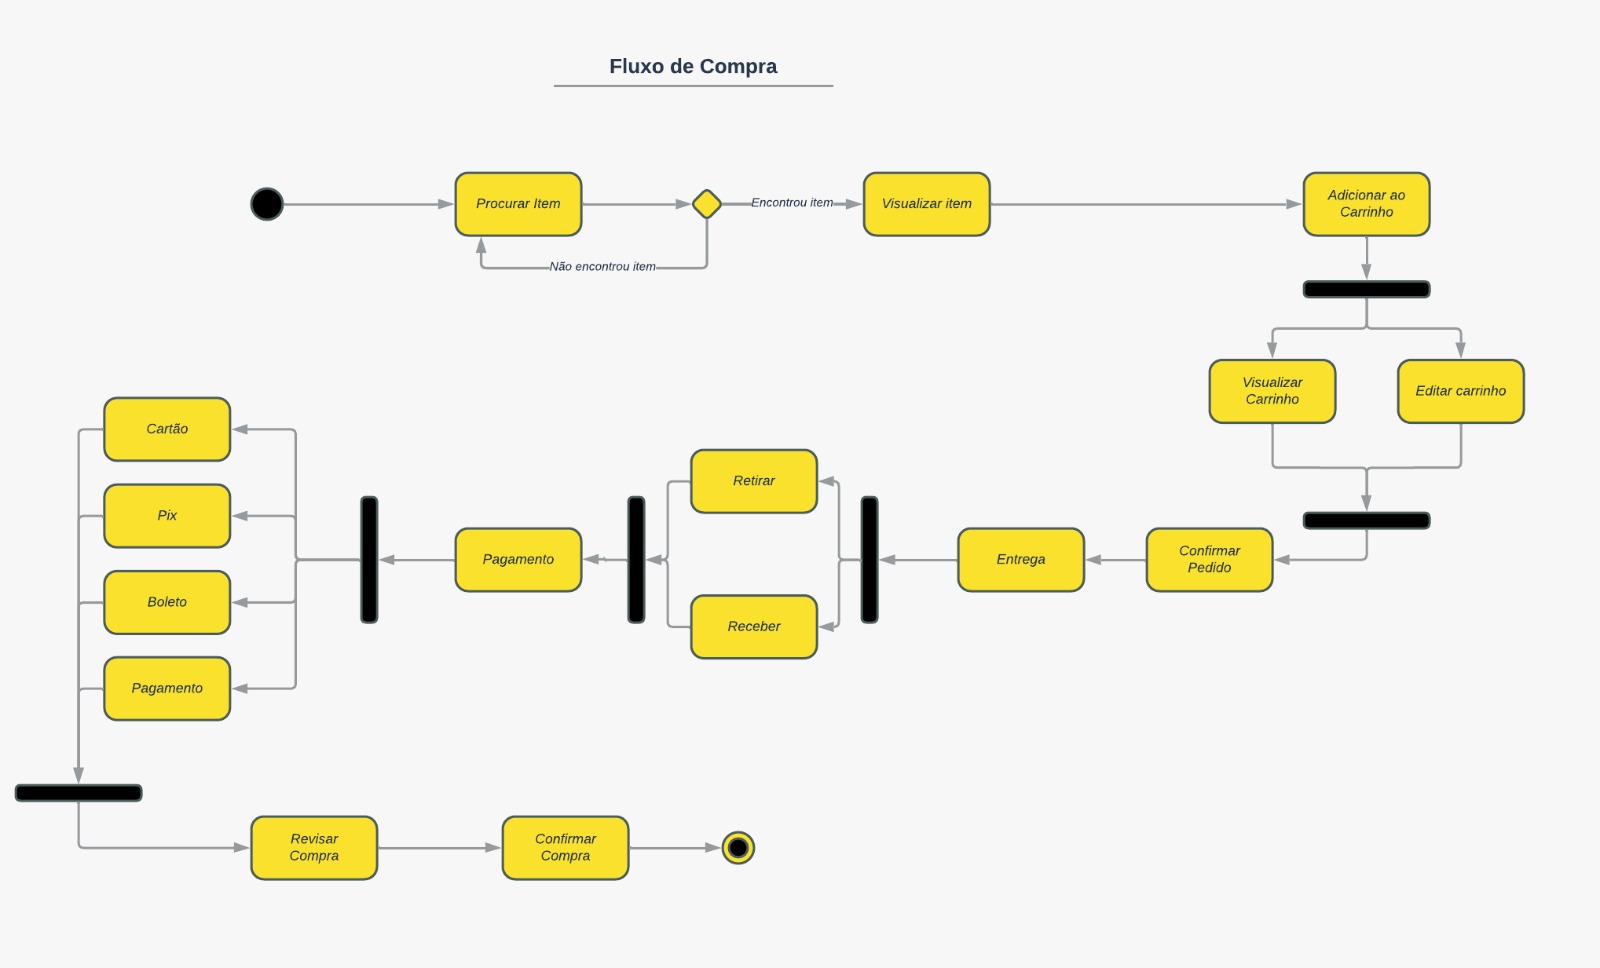 Fluxo de Compra
Procurar Item
Encontrou item
Visualizar item
Adicionar ao
Carrinho
Não encontrou item
Visualizar
Carrinho
Editar carrinho
Confirmar
Pedido
Entrega
Retirar
Receber
Pagamento
Cartão
Pix
Boleto
Pagamento
Revisar
Compra
Confirmar
Compra